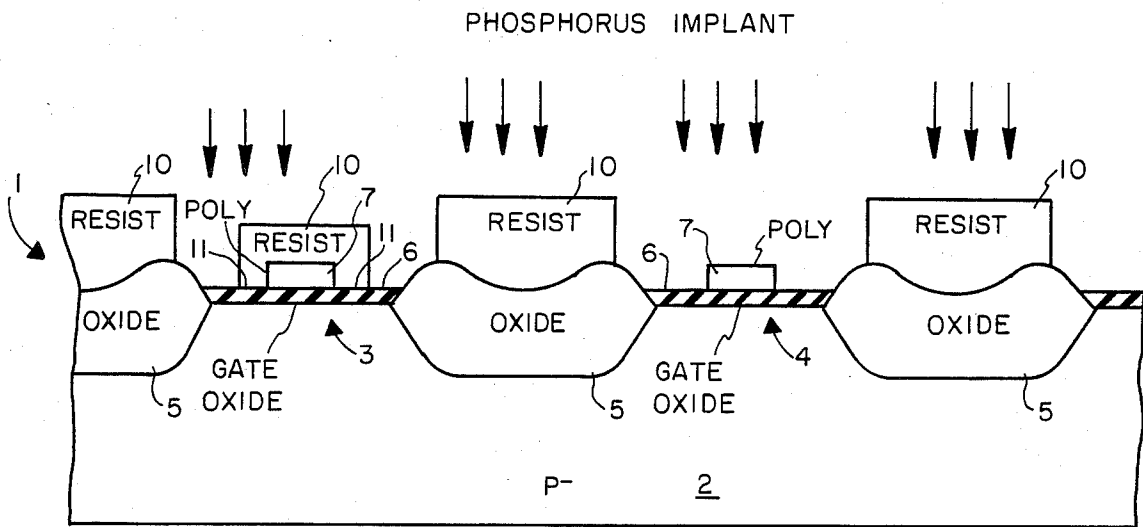 PHOSPHORUS IMPLANT
1
10
RESIST
POLY
10
7
RESIST
11
11
6
10
RESIST
7
POLY
6
10
RESIST
OXIDE
5
GATE
OXIDE
3
OXIDE
5
GATE
OXIDE
4
OXIDE
5
P-
2